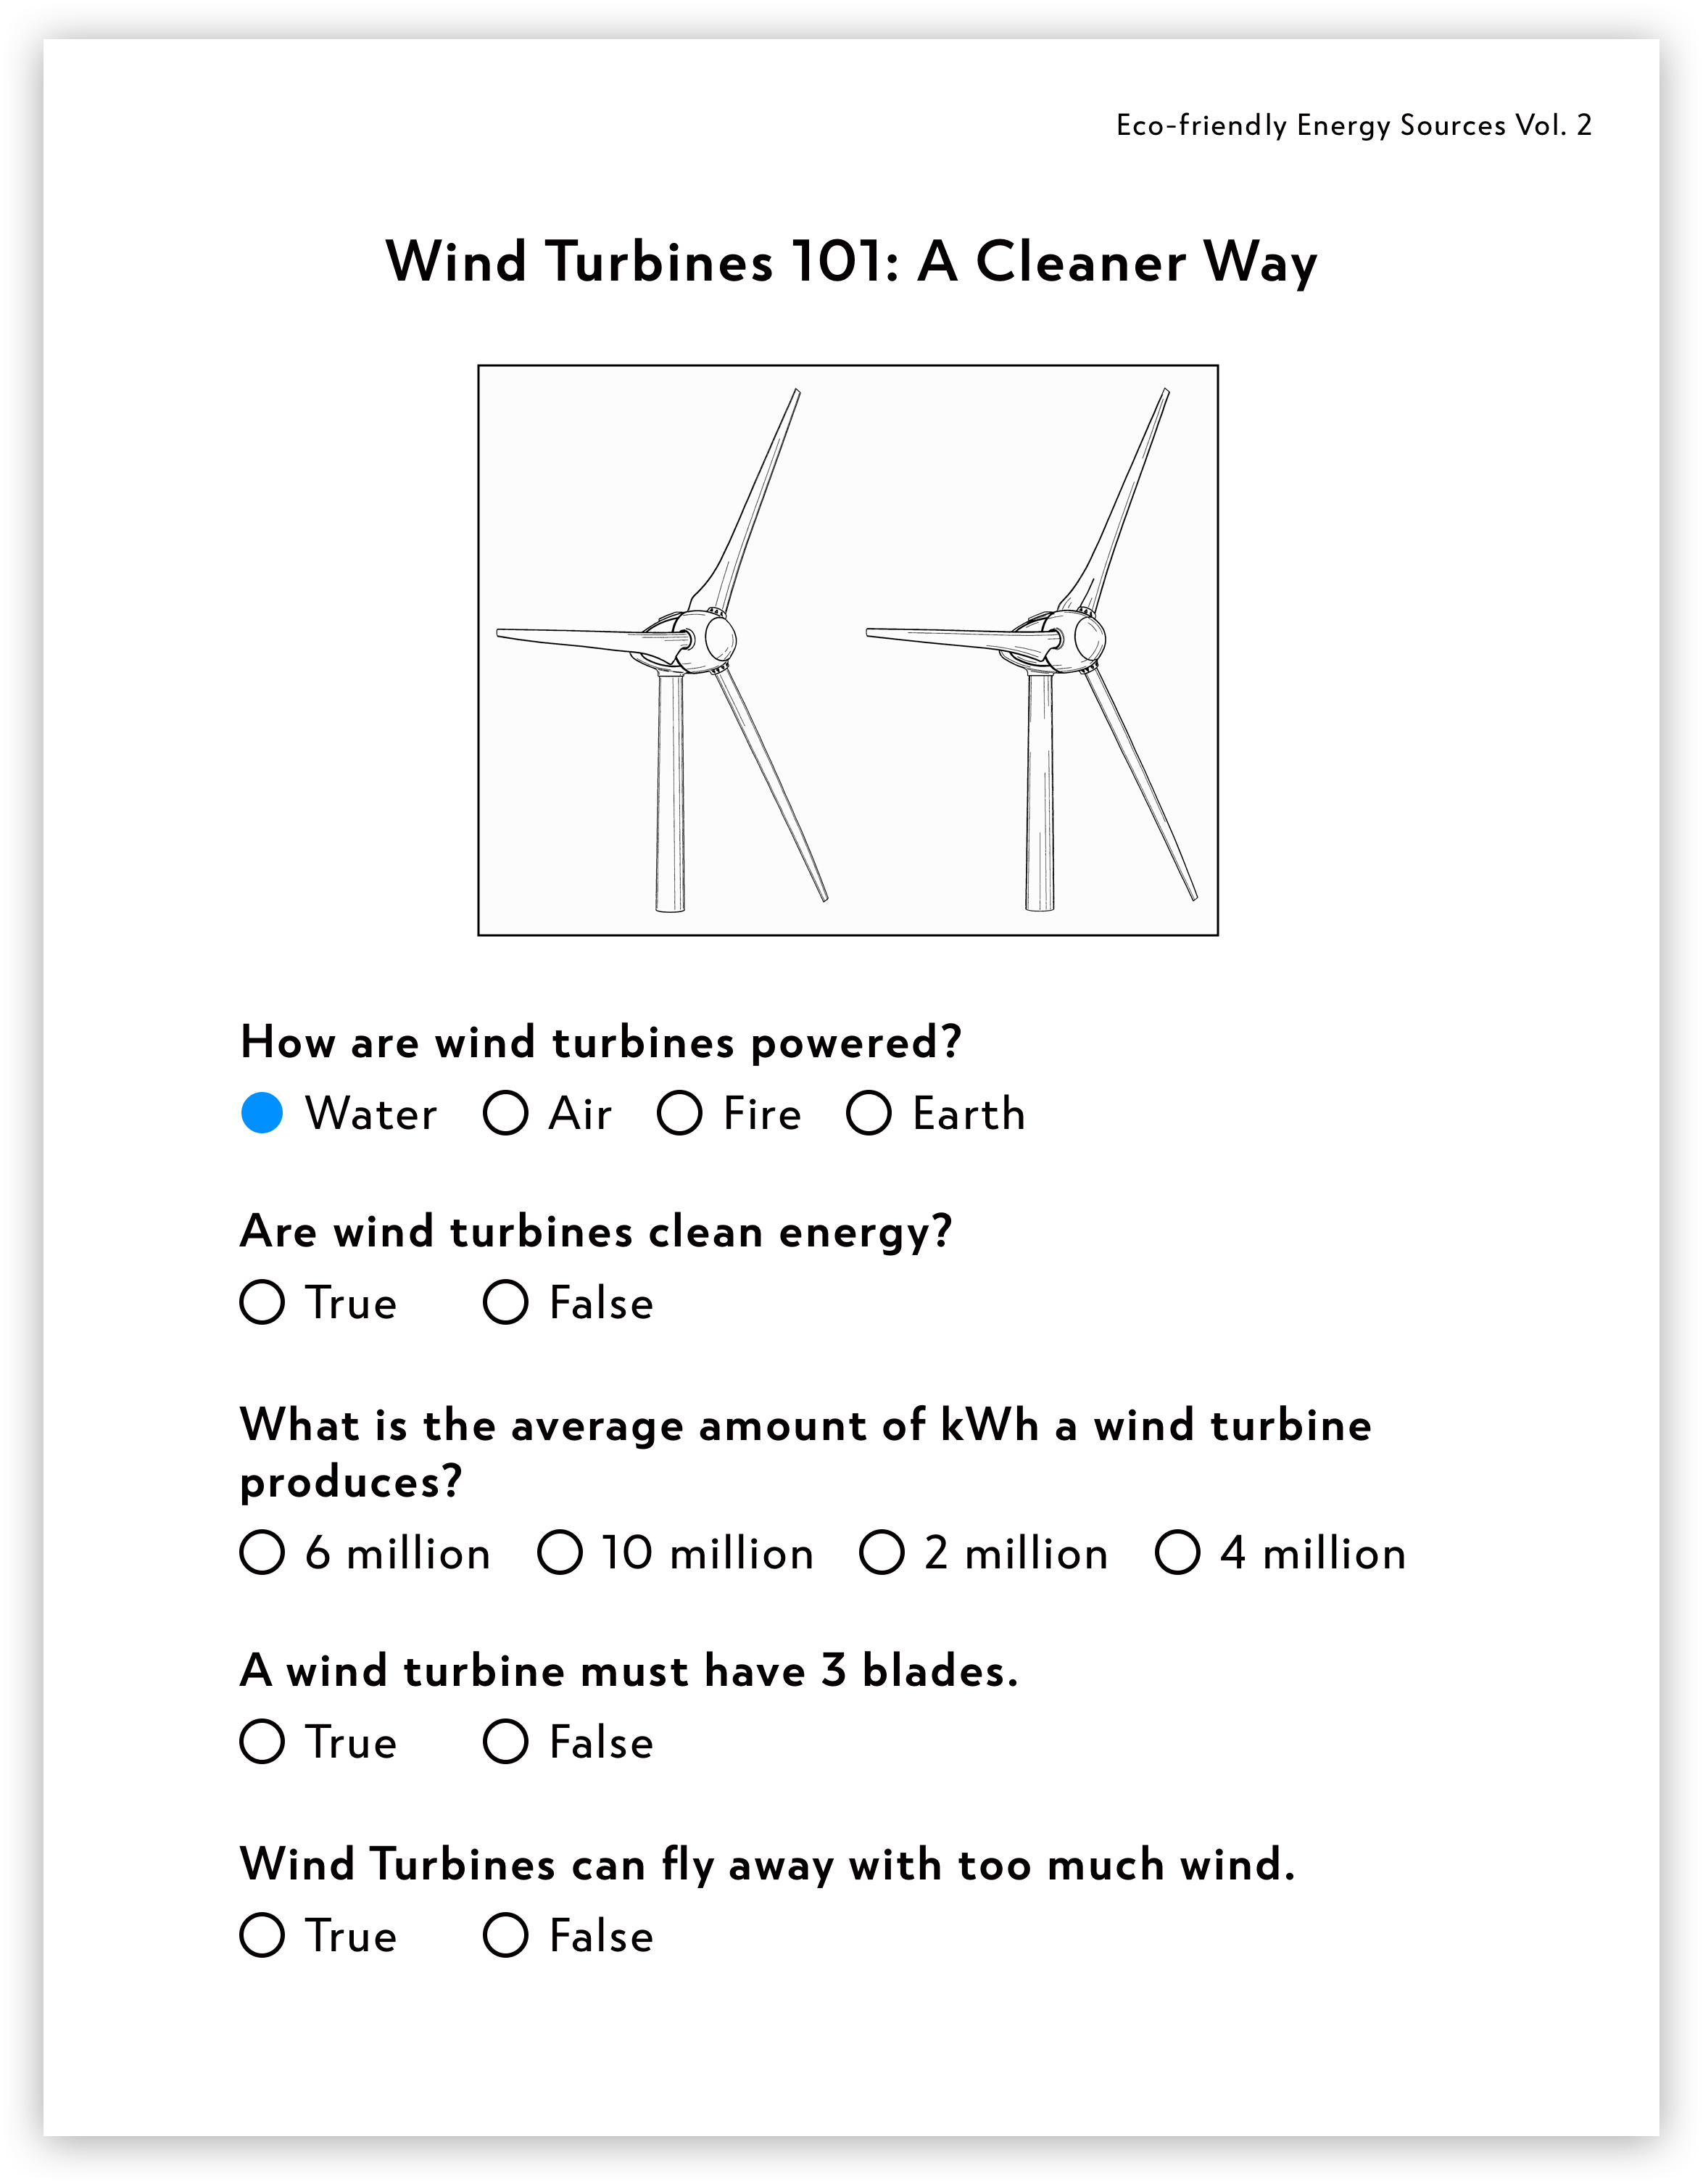 Eco-friendly Energy Sources Vol. 2
Wind Turbines 101: A Cleaner Way
How are wind turbines powered?
Water Air Fire Earth
Are wind turbines clean energy?
True False
What is the average amount of kWh a wind turbine
produces?
6 million 10 million 2 million 4 million
A wind turbine must have 3 blades.
True False
Wind Turbines can fly away with too much wind.
True False